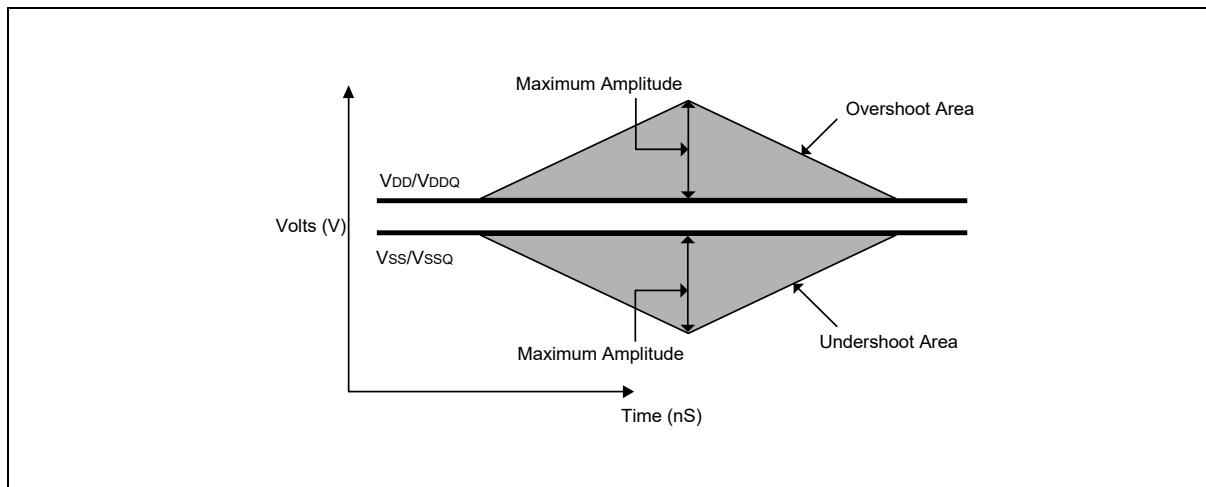 Maximum Amplitude
Overshoot Area
VDD/VDDQ
Volts (V)
VSS/VSSQ
Maximum Amplitude
Undershoot Area
Time (nS)